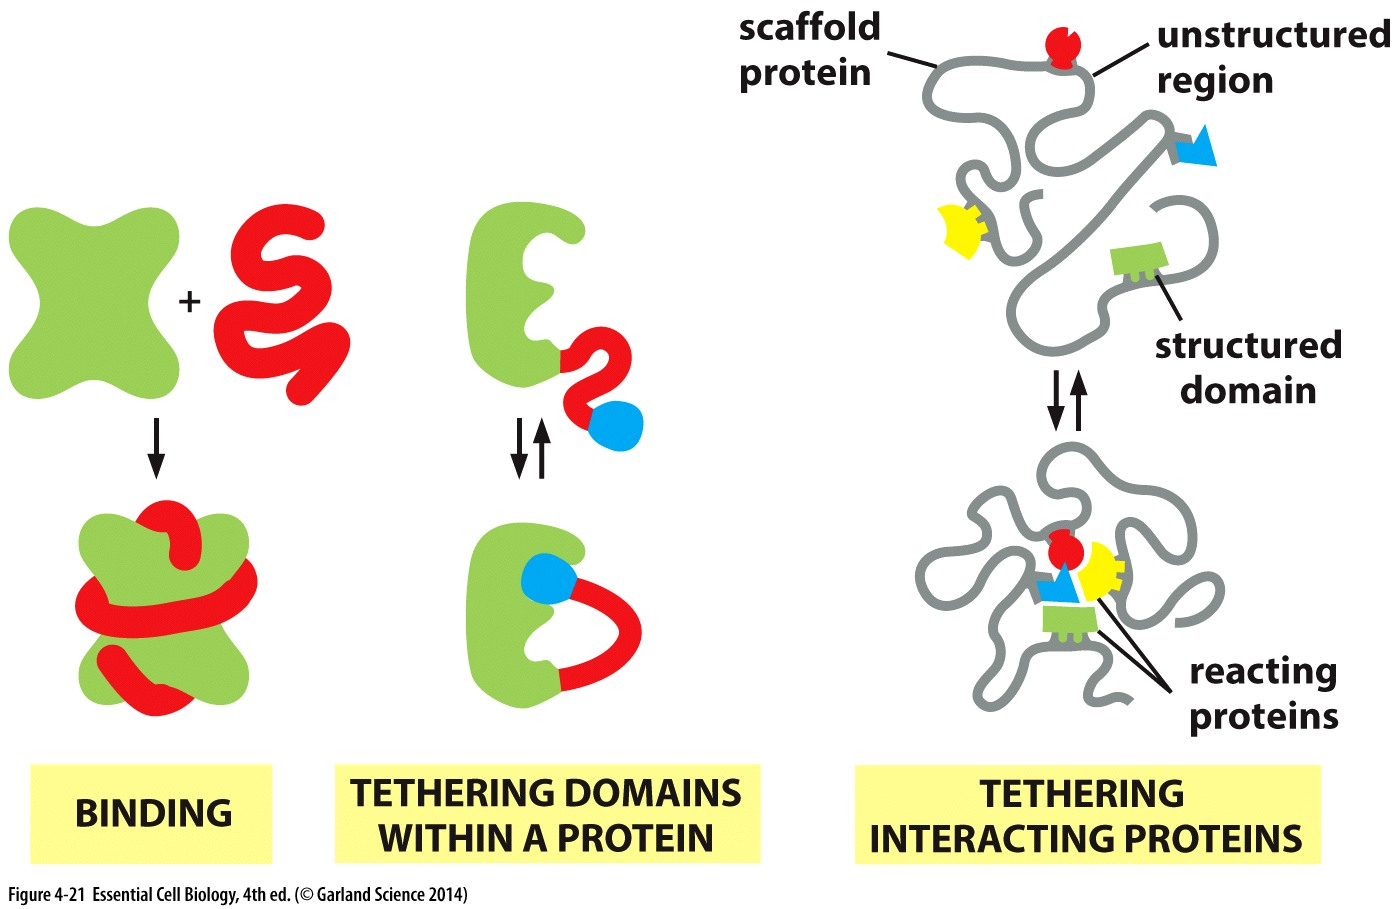 scaffold
protein
unstructured
region
+
structured
domain
reacting
proteins
BINDING
TETHERING DOMAINS
WITHIN A PROTEIN
TETHERING
INTERACTING PROTEINS
Figure 4-21 Essential Cell Biology, 4th ed. (© Garland Science 2014)